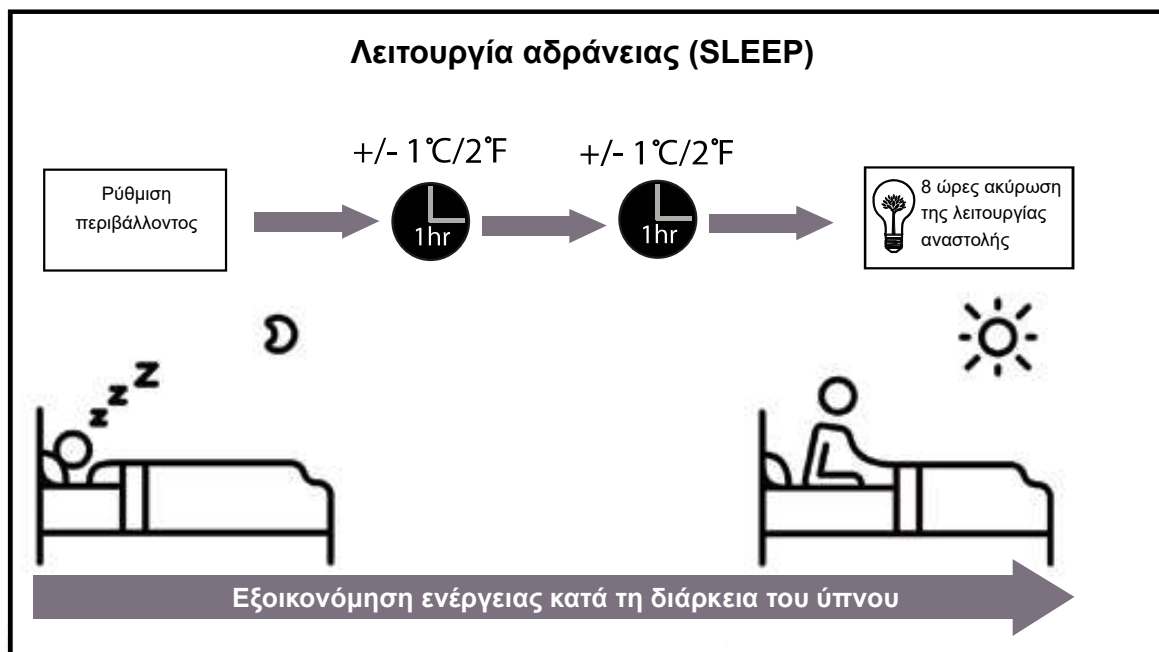 Λειτουργία αδράνειας (SLEEP)
+/- 1°C/2°F
+/- 1°C/2°F
Ρύθμιση
περιβάλλοντος
1hr
1hr
8 ώρες ακύρωση
της λειτουργίας
αναστολής
z z Z
Εξοικονόμηση ενέργειας κατά τη διάρκεια του ύπνου